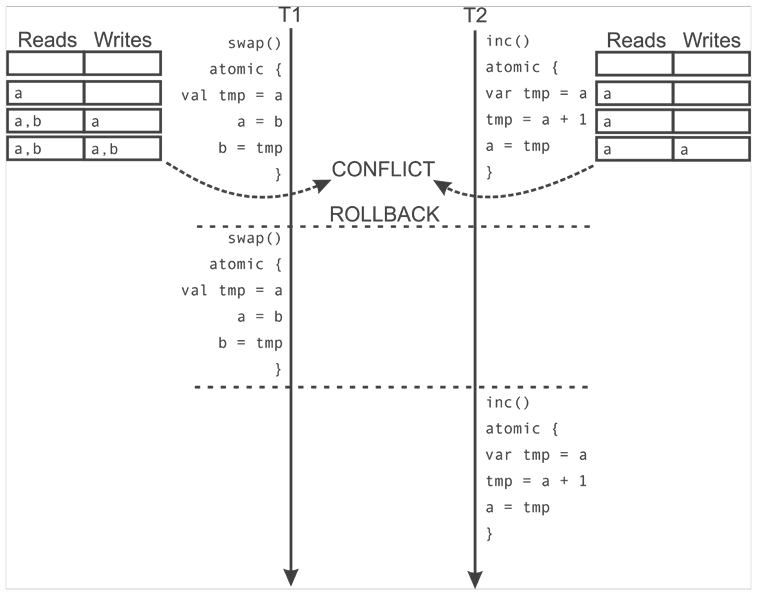 T1 T2
Reads Writes
a
a,b a
a,b a,b
swap()
atomic {
val tmp = a
a = b
b = tmp
}
inc()
atomic {
var tmp = a
tmp = a + 1
a = tmp
}
Reads Writes
a
a
a a
CONFLICT
ROLLBACK
swap()
atomic {
val tmp = a
a = b
b = tmp
}
inc()
atomic {
var tmp = a
tmp = a + 1
a = tmp
}